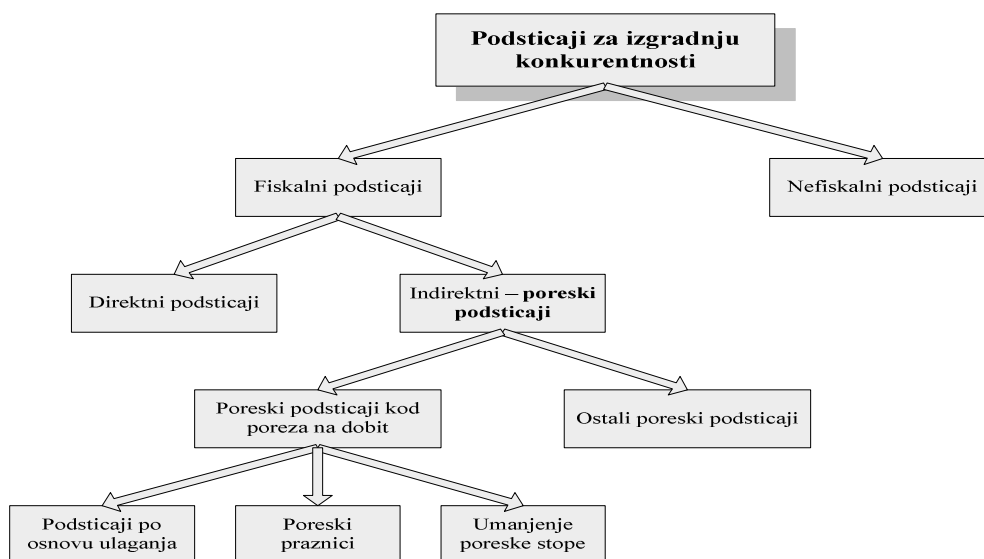 Podsticaji za izgradnju
konkurentnosti
Fiskalni podsticaji
Nefiskalni podsticaji
Direktni podsticaji
Indirektni – poreski
podsticaji
Poreski podsticaji kod
poreza na dobit
Ostali poreski podsticaji
Podsticaji po
osnovu ulaganja
Poreski
praznici
Umanjenje
poreske stope